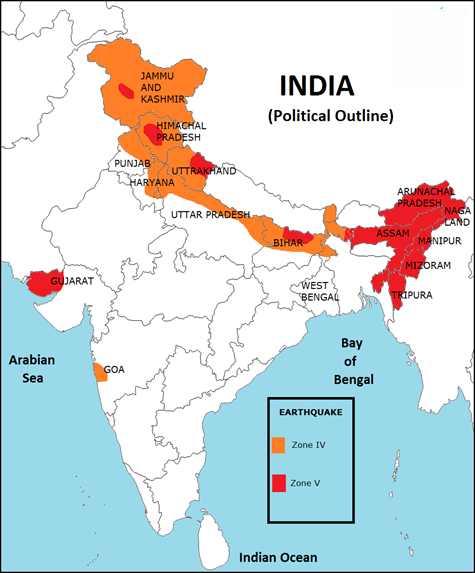 INDIA
(Political Outline)
JAMMU
AND
KASHMIR
HIMACHAL
PRADESH
PUNJAB
UTTRAKHAND
HARYANA
UTTAR PRADESH
BIHAR
ARUNACHAL
PRADESH
NAGA
LAND
ASSAM
MANIPUR
MIZORAM
TRIPURA
GUJARAT
WEST
BENGAL
Arabian
Sea
GOA
Bay
of
Bengal
EARTHQUAKE
Zone IV
Zone V
Indian Ocean